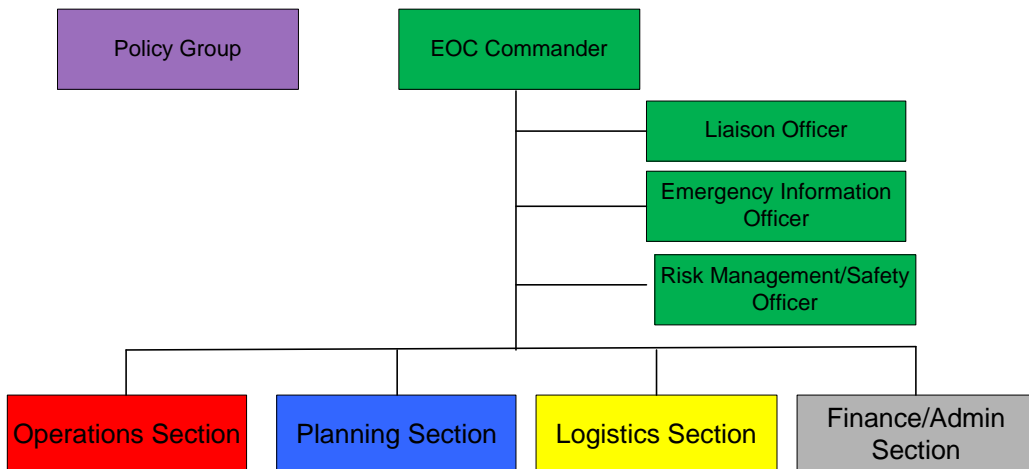 Policy Group
EOC Commander
Liaison Officer
Emergency Information
Officer
Risk Management/Safety
Officer
Operations Section
Planning Section
Logistics Section
Finance/Admin
Section